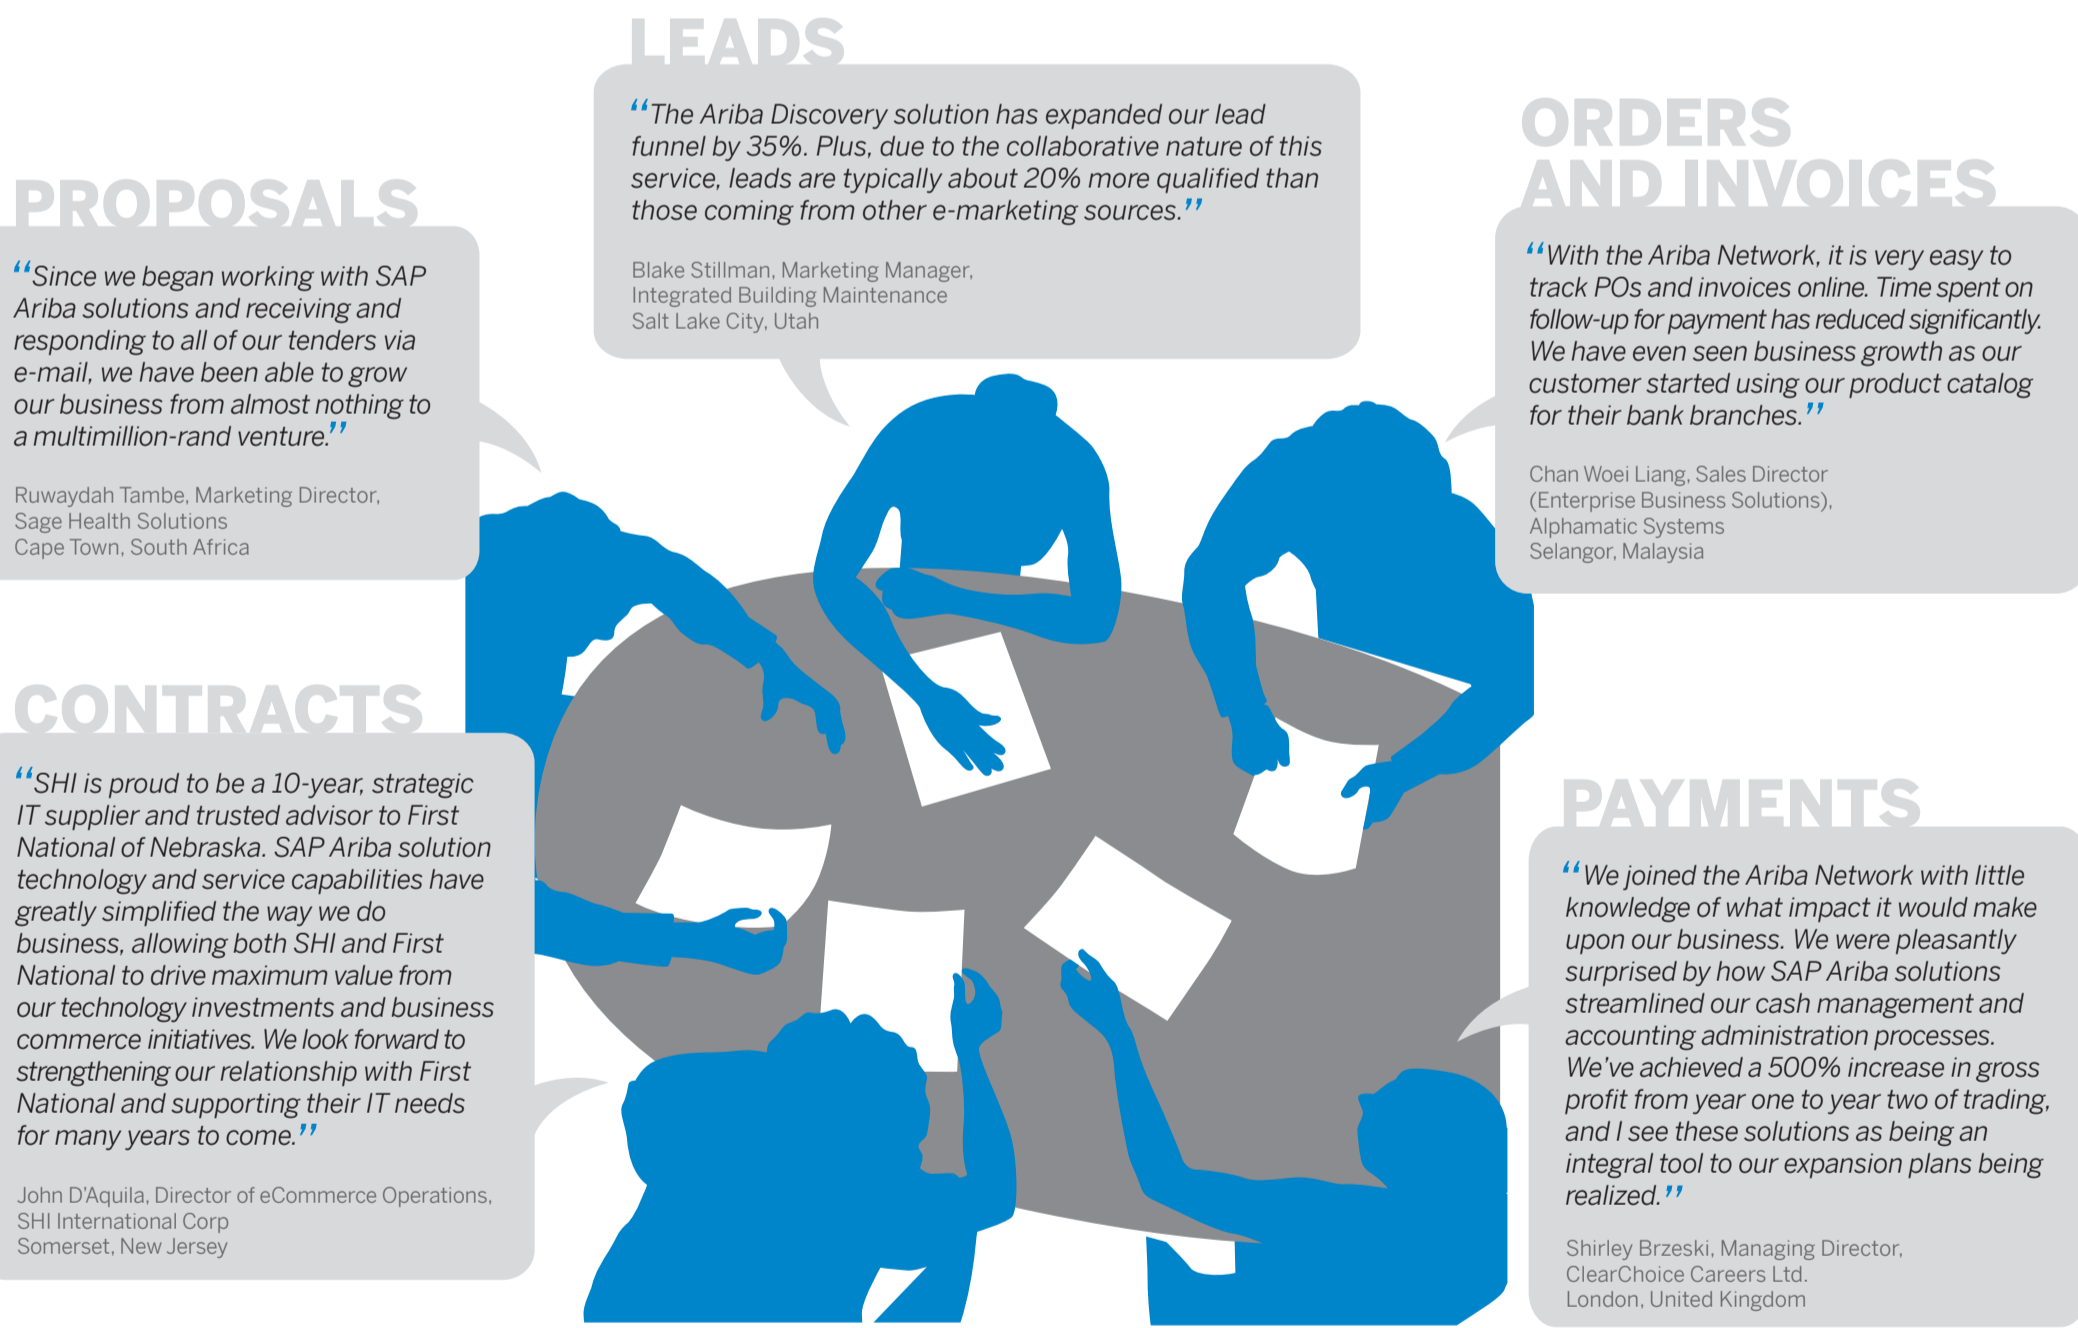 LEADS
“The Ariba Discovery solution has expanded our lead
funnel by 35%. Plus, due to the collaborative nature of this
service, leads are typically about 20% more qualified than
those coming from other e-marketing sources.”
Blake Stillman, Marketing Manager,
Integrated Building Maintenance
Salt Lake City, Utah
PROPOSALS
“Since we began working with SAP
Ariba solutions and receiving and
responding to all of our tenders via
e-mail, we have been able to grow
our business from almost nothing to
a multimillion-rand venture.”
Ruwaydah Tambe, Marketing Director,
Sage Health Solutions
Cape Town, South Africa
ORDERS
AND INVOICES
“With the Ariba Network, it is very easy to
track POs and invoices online. Time spent on
follow-up for payment has reduced significantly.
We have even seen business growth as our
customer started using our product catalog
for their bank branches.”
Chan Woei Liang, Sales Director
(Enterprise Business Solutions),
Alphamatic Systems
Selangor, Malaysia
CONTRACTS
“SHI is proud to be a 10-year, strategic
IT supplier and trusted advisor to First
National of Nebraska. SAP Ariba solution
technology and service capabilities have
greatly simplified the way we do
business, allowing both SHI and First
National to drive maximum value from
our technology investments and business
commerce initiatives. We look forward to
strengthening our relationship with First
National and supporting their IT needs
for many years to come.”
John D’Aquila, Director of eCommerce Operations,
SHI International Corp
Somerset, New Jersey
PAYMENTS
“We joined the Ariba Network with little
knowledge of what impact it would make
upon our business. We were pleasantly
surprised by how SAP Ariba solutions
streamlined our cash management and
accounting administration processes.
We’ve achieved a 500% increase in gross
profit from year one to year two of trading,
and I see these solutions as being an
integral tool to our expansion plans being
realized.”
Shirley Brzeski, Managing Director,
ClearChoice Careers Ltd.
London, United Kingdom